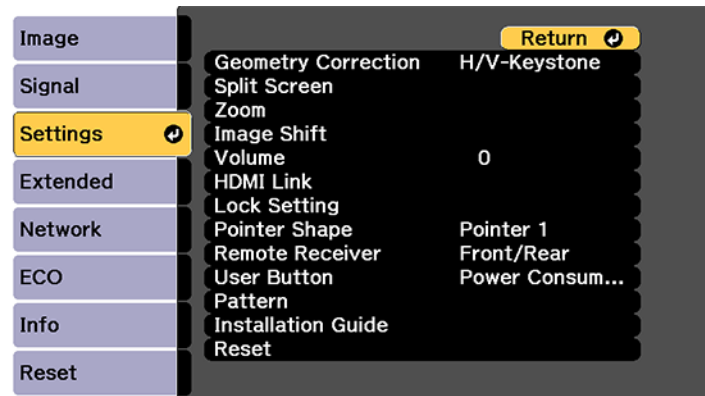 Image
Signal
Settings
Extended
Network
ECO
Info
Reset
Return
Geometry Correction H/V-Keystone
Split Screen
Zoom
Image Shift
Volume 0
HDMI Link
Lock Setting
Pointer Shape Pointer 1
Remote Receiver Front/Rear
User Button Power Consum...
Pattern
Installation Guide
Reset